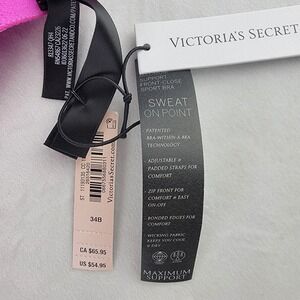 VICTORIA'S SECRET
SUPPORT
FRONT-CLOSE
SPORT BRA
SWEAT
ON POINT
PATENTED
BRA-WITHIN-A-BRA
TECHNOLOGY
· ADJUSTABLE &
PADDED STRAPS FOR
COMFORT
· ZIP FRONT FOR
COMFORT & EASY
ON-OFF
· BONDED EDGES FOR
COMFORT
· WICKING FABRIC
KEEPS YOU COOL
& DRY
MAXIMUM
SUPPORT
VictoriasSecret.com
34B
CA $65.95
US $54.95